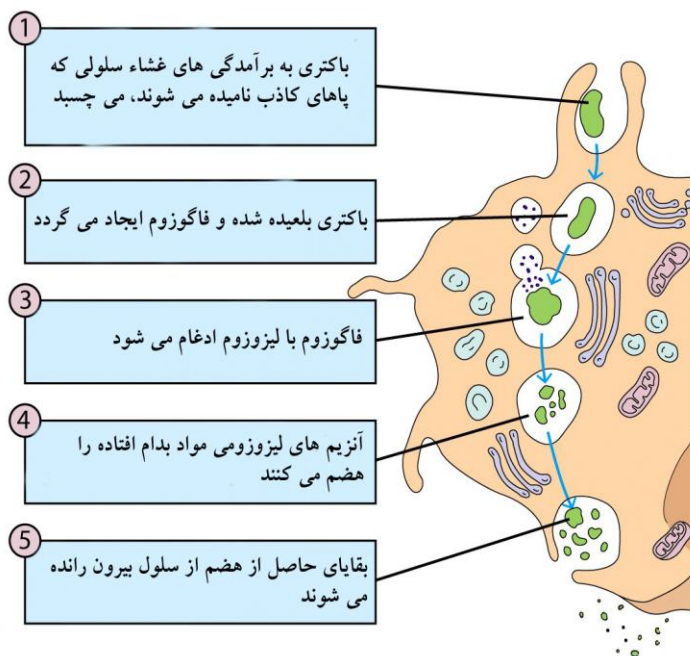 1
باکتری به برآمدگی های غشاء سلولی که
پاهای کاذب نامیده می شوند، می چسبد
2
باکتری بلعیده شده و فاگوزوم ایجاد می گردد
3
فاگوزوم با لیزوزوم ادغام می شود
4
آنزیم های لیزوزومی مواد بدام افتاده را
هضم می کنند
5
بقایای حاصل از هضم از سلول بیرون رانده
می شوند